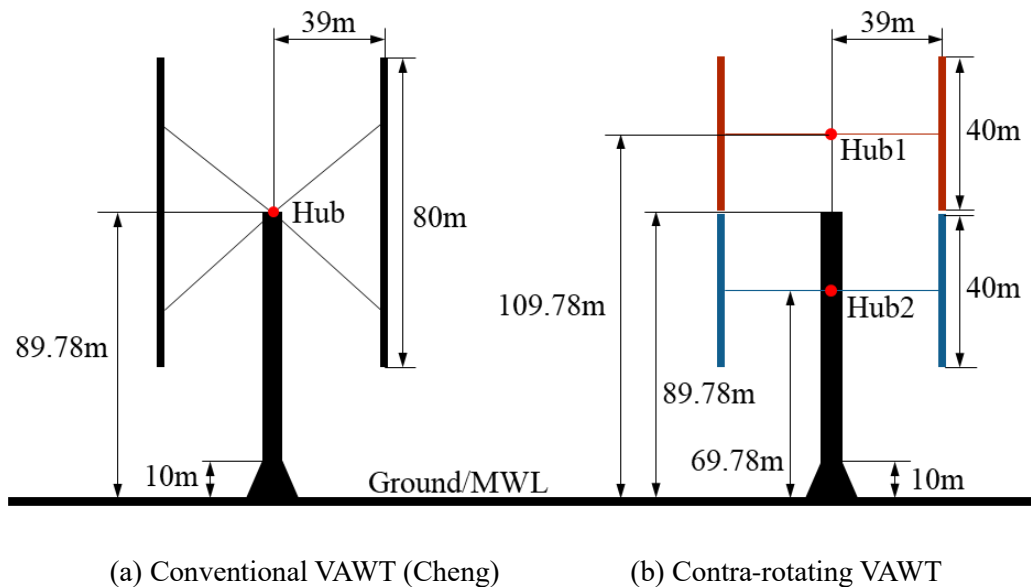 39m
Hub
80m
89.78m
10m
Ground/MWL
(a) Conventional VAWT (Cheng)
39m
Hub1
40m
109.78m
Hub2
40m
89.78m
69.78m
10m
(b) Contra-rotating VAWT